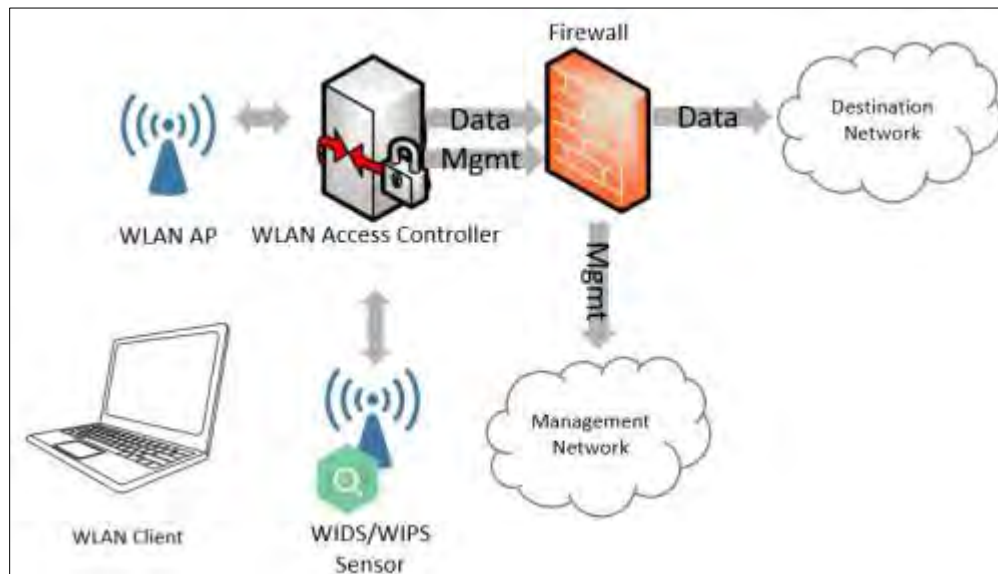 Firewall
Data
Mgmt
Data
Destination
Network
WLAN AP
WLAN Access Controller
Mgmt
Management
Network
WLAN Client
WIDS/WIPS
Sensor